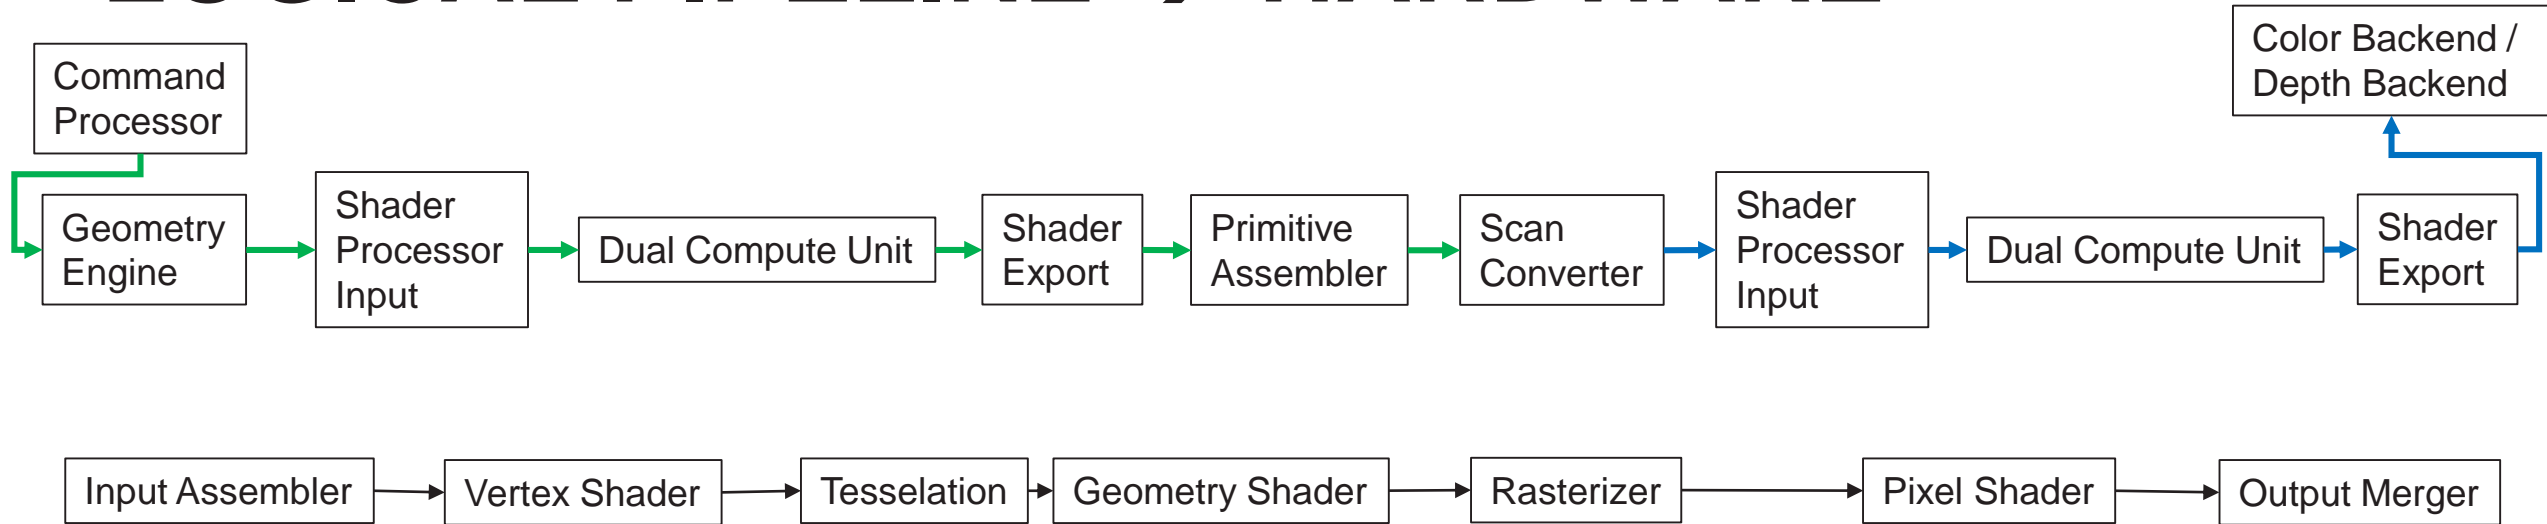 Command
Processor
Color Backend /
Depth Backend
Geometry
Engine
Shader
Processor
Input
Dual Compute Unit
Shader
Export
Primitive
Assembler
Scan
Converter
Shader
Processor
Input
Dual Compute Unit
Shader
Export
Input Assembler
Vertex Shader
Tesselation
Geometry Shader
Rasterizer
Pixel Shader
Output Merger